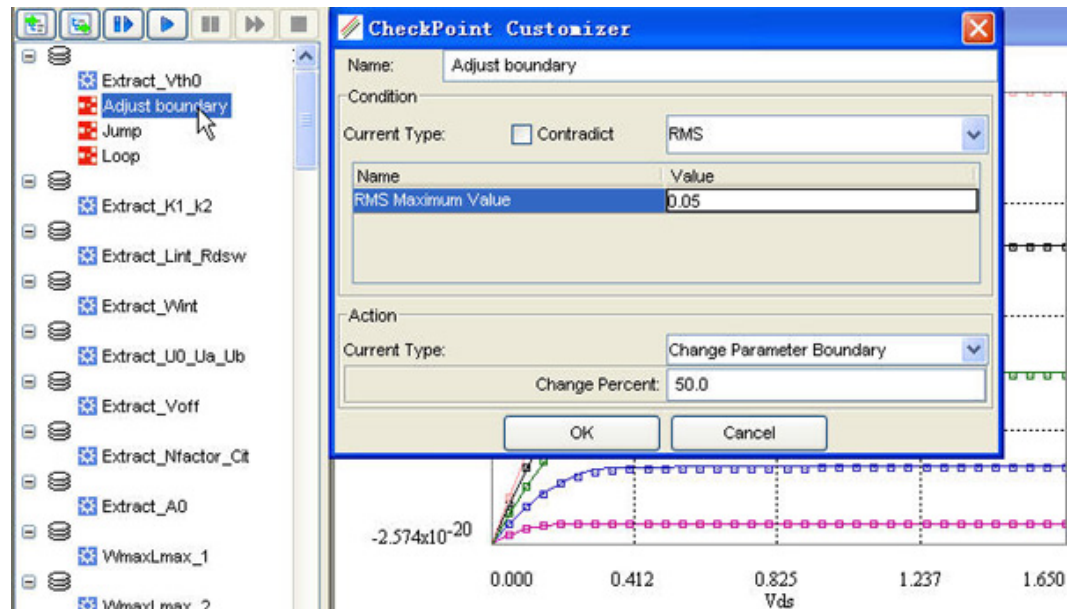 Extract_Vth0
Adjust boundary
Jump
Loop
Extract_K1_k2
Extract_Lint_Rdsw
Extract_Wint
Extract_U0_Ua_Ub
Extract_Voff
Extract_Nfactor_Cit
Extract_A0
WmaxLmax_1
WmaxLmax_2
CheckPoint Customizer
Name: Adjust boundary
Condition
Current Type: Contradict RMS
Name Value
RMS Maximum Value 0.05
Action
Current Type: Change Parameter Boundary
Change Percent: 50.0
OK Cancel
-2.574x10-20
0.000 0.412 0.825 1.237 1.650
Vds